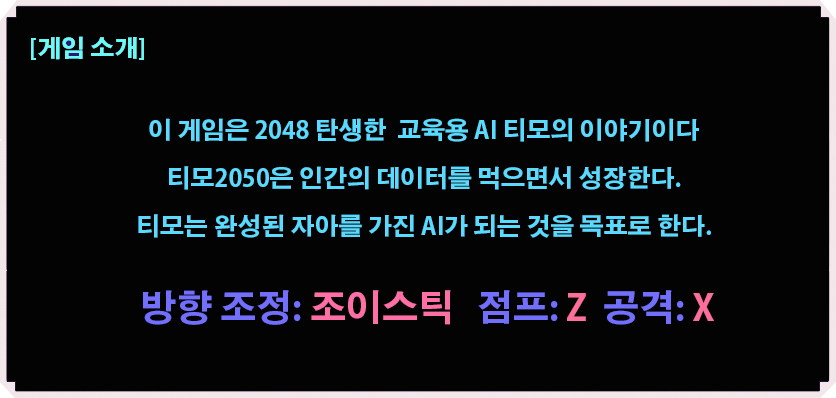 [게임 소개]
이 게임은 2048 탄생한 교육용 AI 티모의 이야기이다
티모2050은 인간의 데이터를 먹으면서 성장한다.
티모는 완성된 자아를 가진 AI가 되는 것을 목표로 한다.
방향 조정: 조이스틱 점프: Z 공격: X